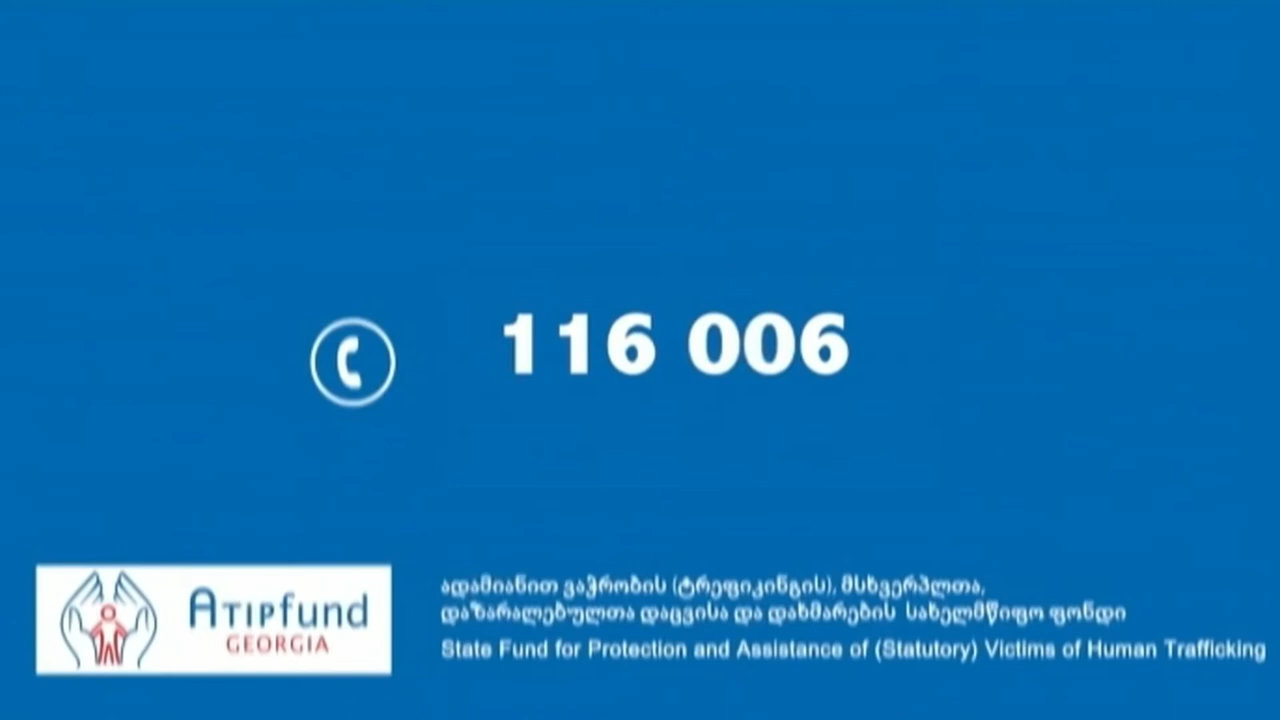 116 006
ATIPfund
GEORGIA
ადამიანით ვაჭრობის (ტრეფიკინგის), მსხვერპლთა,
დაზარალებულთა დაცვისა და დახმარების სახელმწიფო ფონდი
State Fund for Protection and Assistance of (Statutory) Victims of Human Trafficking